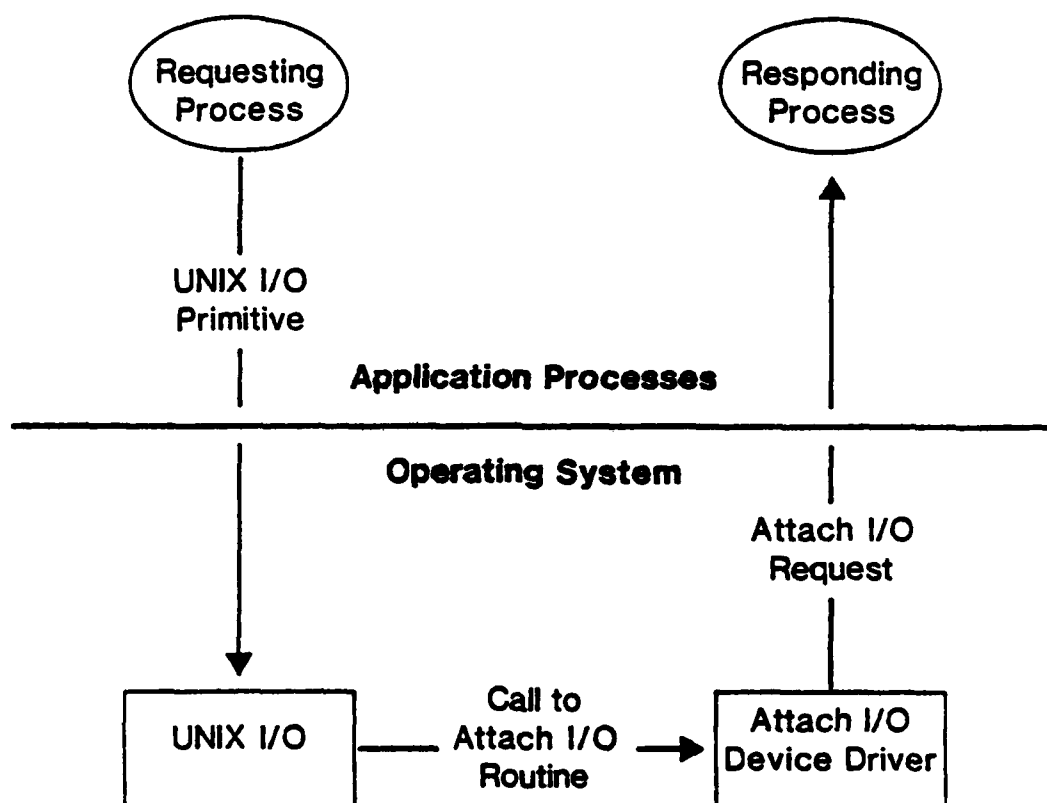 Requesting
Process
Responding
Process
UNIX I/O
Primitive
Application Processes
Operating System
Attach I/O
Request
UNIX I/O
Call to
Attach I/O
Routine
Attach I/O
Device Driver